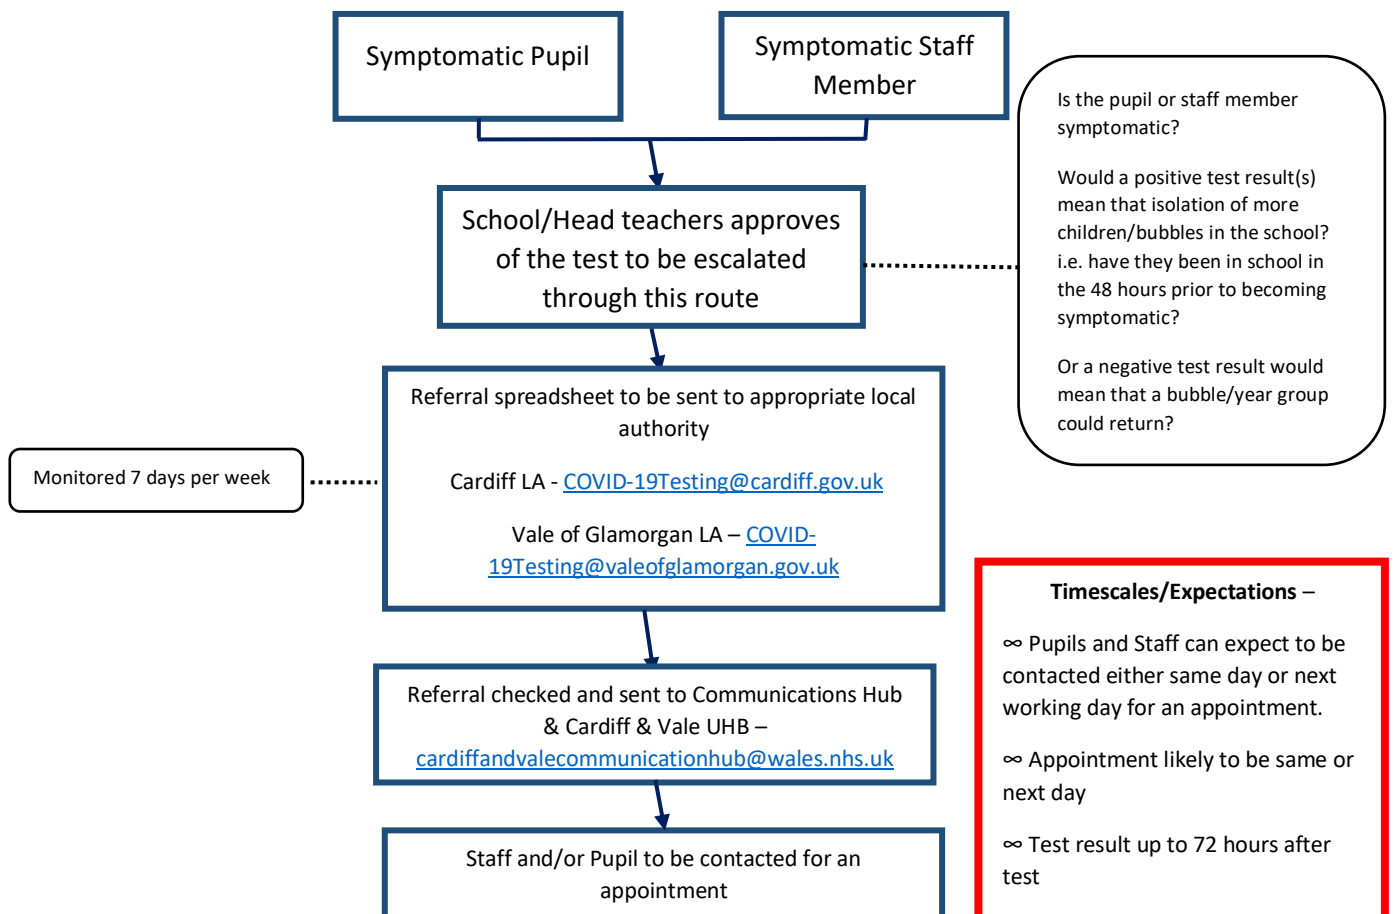 Symptomatic Pupil
Symptomatic Staff
Member
Is the pupil or staff member
symptomatic?
Would a positive test result(s)
mean that isolation of more
children/bubbles in the school?
i.e. have they been in school in
the 48 hours prior to becoming
symptomatic?
Or a negative test result would
mean that a bubble/year group
could return?
School/Head teachers approves
of the test to be escalated
through this route
Referral spreadsheet to be sent to appropriate local
authority
Cardiff LA - COVID-19Testing@cardiff.gov.uk
Vale of Glamorgan LA – COVID-
19Testing@valeofglamorgan.gov.uk
Monitored 7 days per week
Referral checked and sent to Communications Hub
& Cardiff & Vale UHB –
cardiffandvalecommunicationhub@wales.nhs.uk
Staff and/or Pupil to be contacted for an
appointment
Timescales/Expectations –
∞ Pupils and Staff can expect to be
contacted either same day or next
working day for an appointment.
∞ Appointment likely to be same or
next day
∞ Test result up to 72 hours after
test